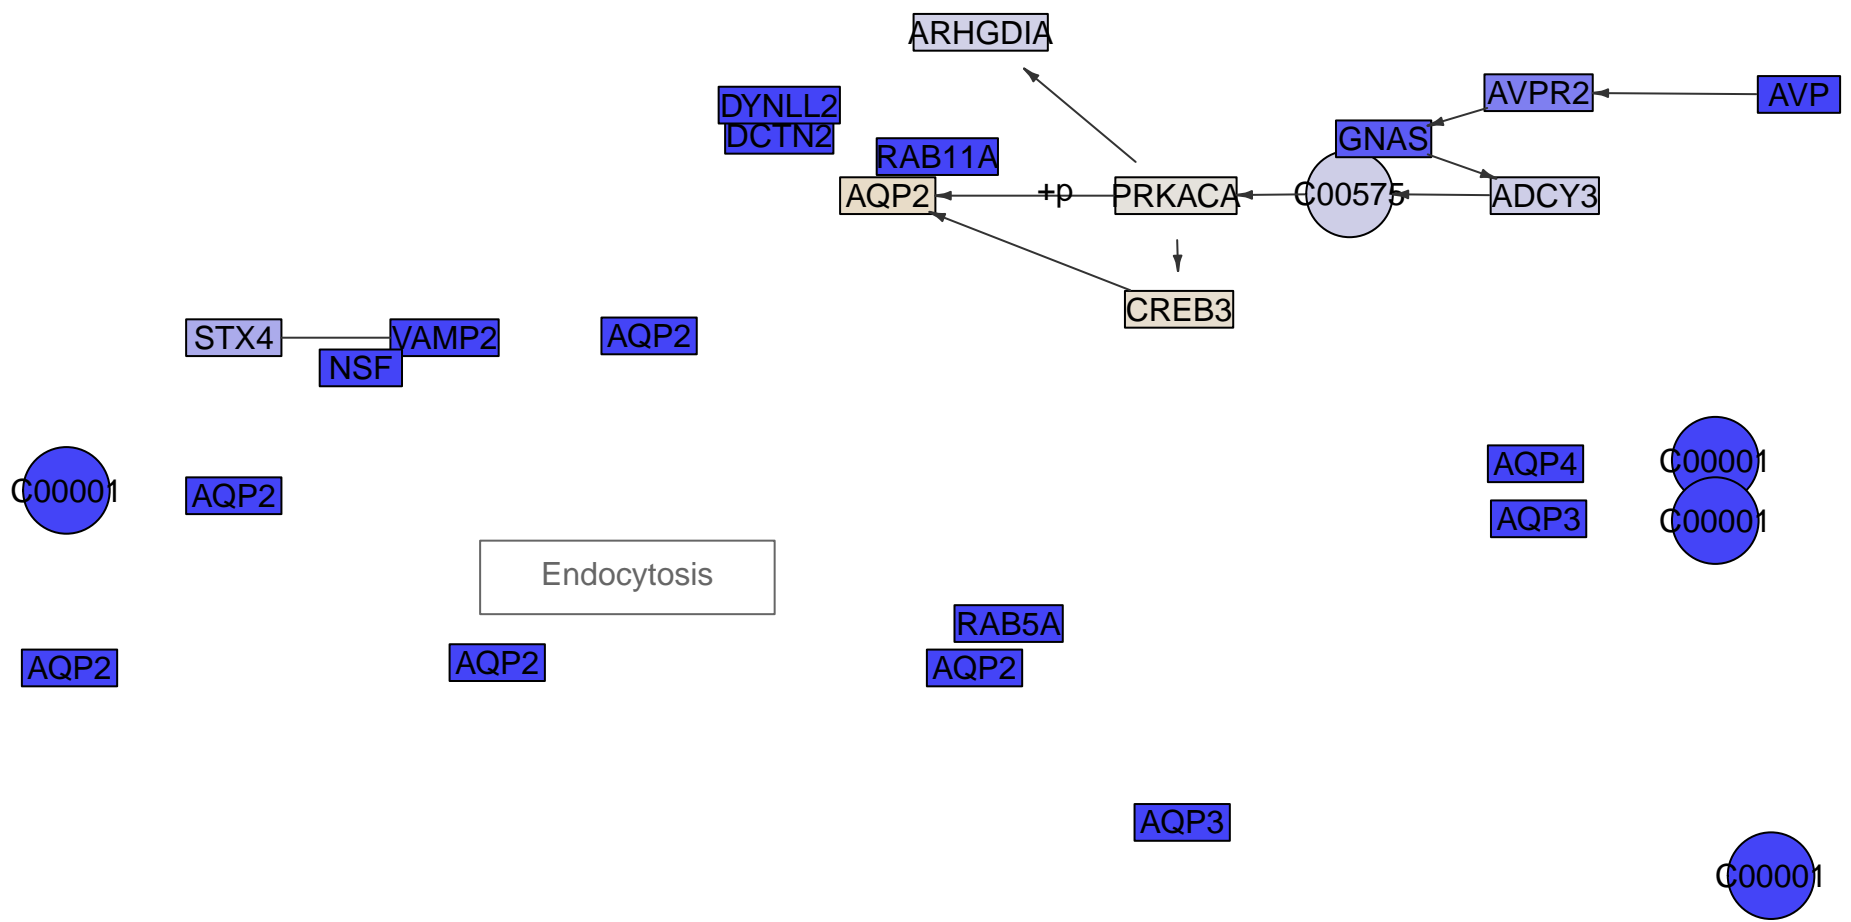 ARHGDIA
DYNLL2
DCTN2
AVPR2
AVP
GNAS
RAB11A
AQP2
+p
PRKACA
C00575
ADCY3
CREB3
STX4
VAMP2
NSF
AQP2
C00001
AQP2
AQP4
C00001
AQP3
C00001
Endocytosis
RAB5A
AQP2
AQP2
AQP2
AQP3
C00001